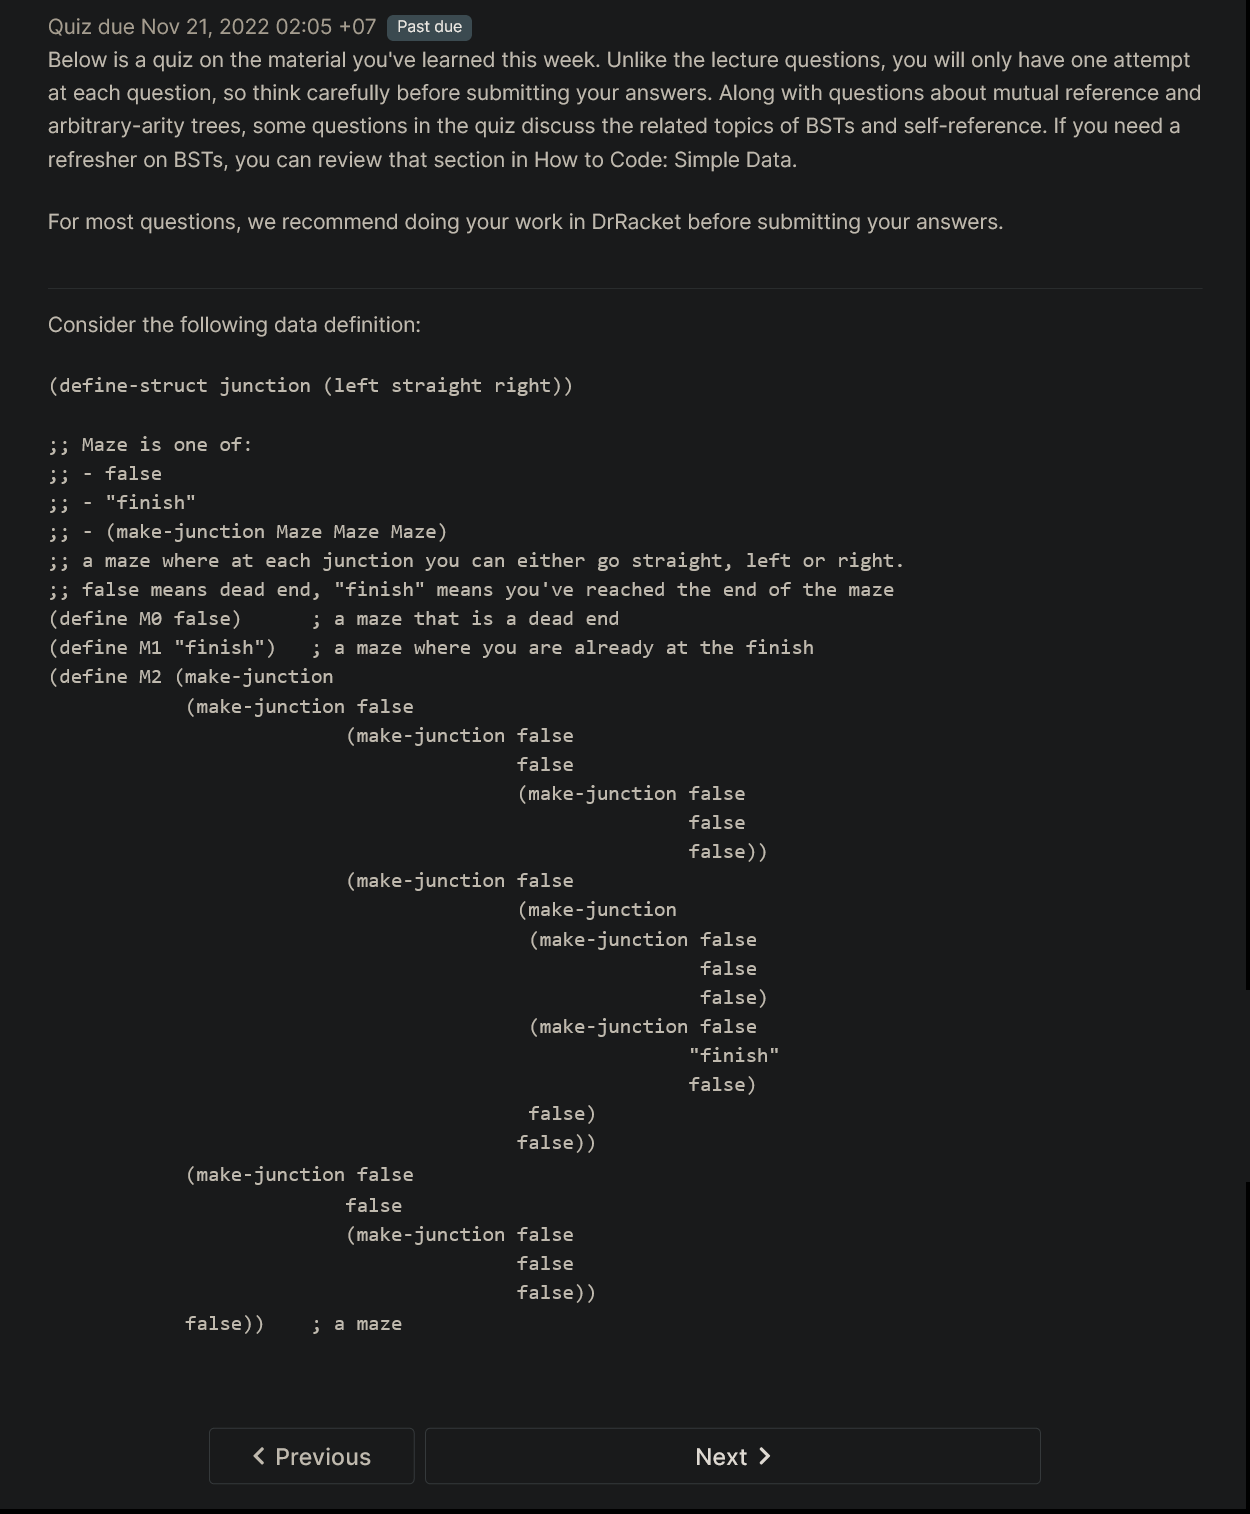 Quiz due Nov 21, 2022 02:05 +07 Past due
Below is a quiz on the material you've learned this week. Unlike the lecture questions, you will only have one attempt
at each question, so think carefully before submitting your answers. Along with questions about mutual reference and
arbitrary-arity trees, some questions in the quiz discuss the related topics of BSTs and self-reference. If you need a
refresher on BSTs, you can review that section in How to Code: Simple Data.
For most questions, we recommend doing your work in DrRacket before submitting your answers.
Consider the following data definition:
(define-struct junction (left straight right))
;; Maze is one of:
;; - false
;; - "finish"
;; - (make-junction Maze Maze Maze)
;; a maze where at each junction you can either go straight, left or right.
;; false means dead end, "finish" means you've reached the end of the maze
(define M0 false)      ; a maze that is a dead end
(define M1 "finish")   ; a maze where you are already at the finish
(define M2 (make-junction
            (make-junction false
                          (make-junction false
                                         false
                                         (make-junction false
                                                        false
                                                        false))
                          (make-junction false
                                         (make-junction
                                          (make-junction false
                                                         false
                                                         false)
                                          (make-junction false
                                                        "finish"
                                                        false)
                                          false)
                                         false))
            (make-junction false
                          false
                          (make-junction false
                                         false
                                         false))
            false))    ; a maze
Previous
Next